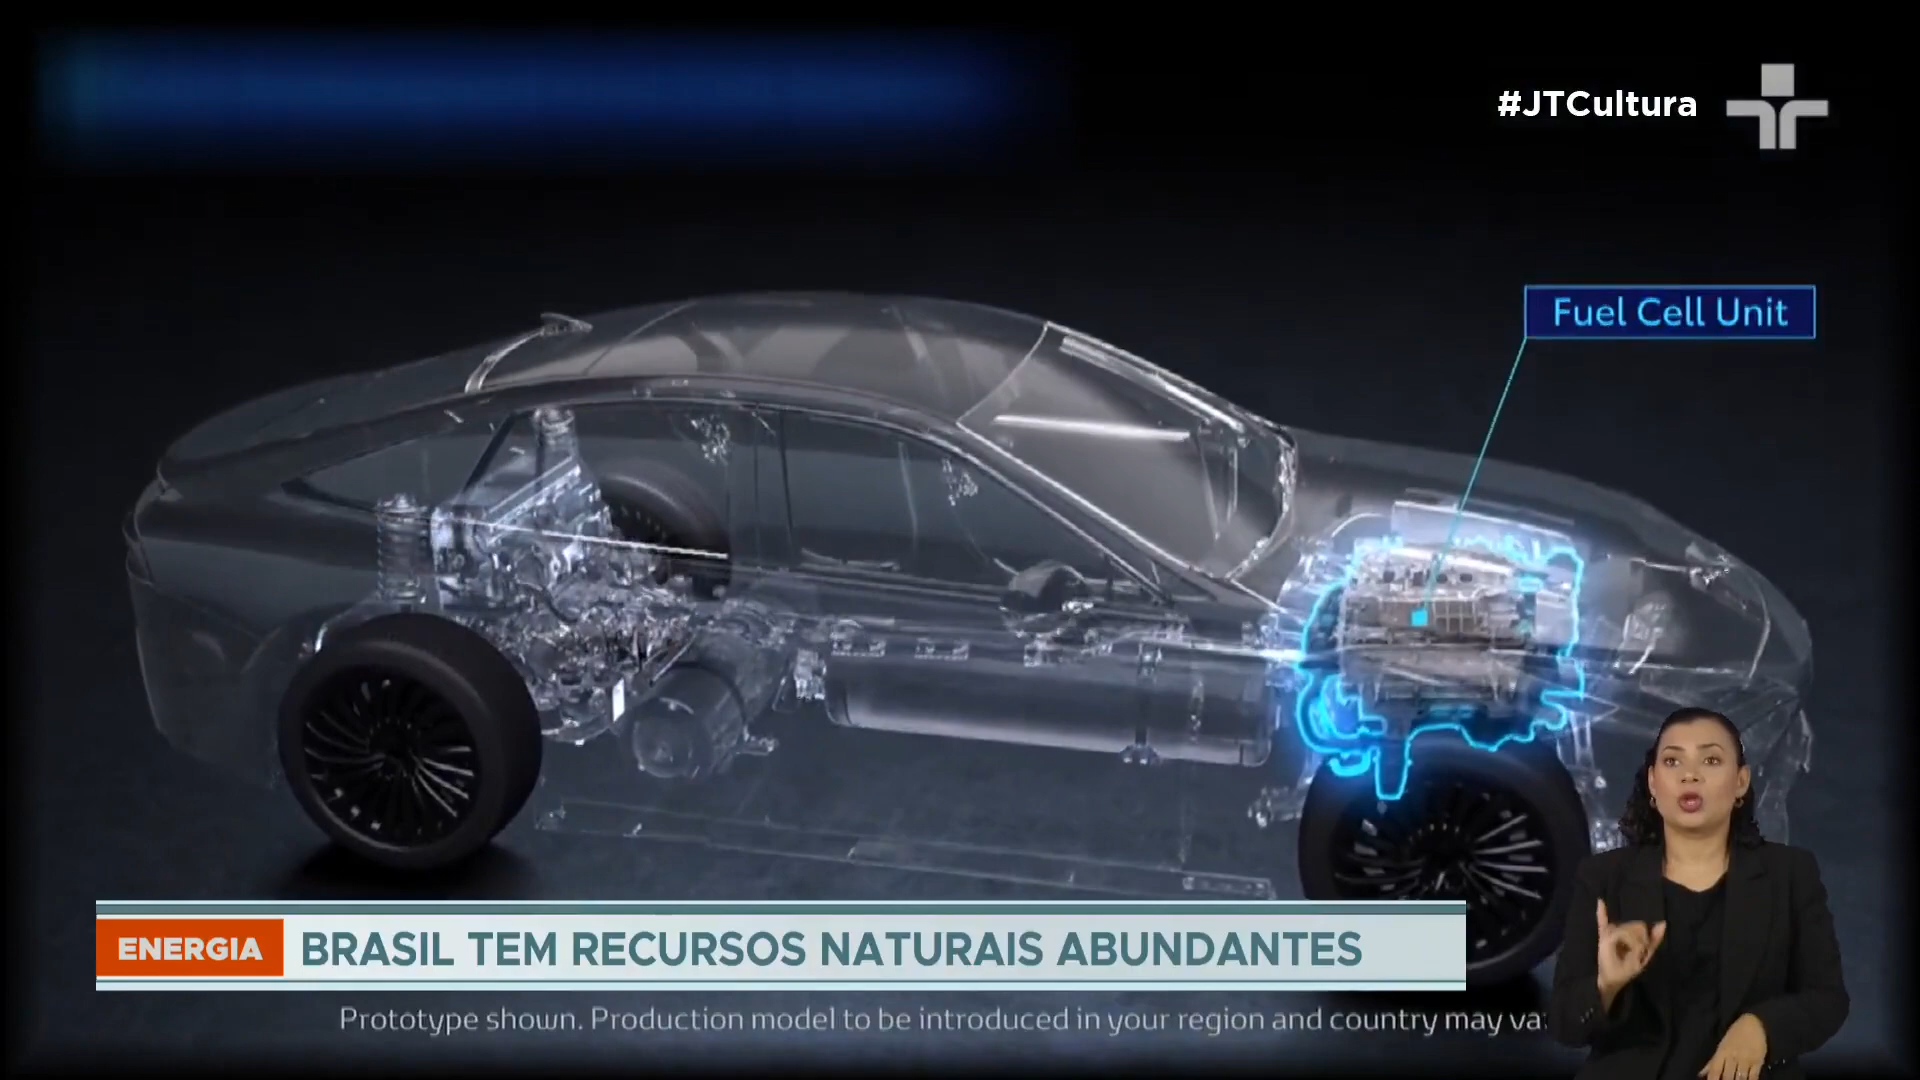 #JTCultura
Fuel Cell Unit
ENERGIA
BRASIL TEM RECURSOS NATURAIS ABUNDANTES
Prototype shown. Production model to be introduced in your region and country may